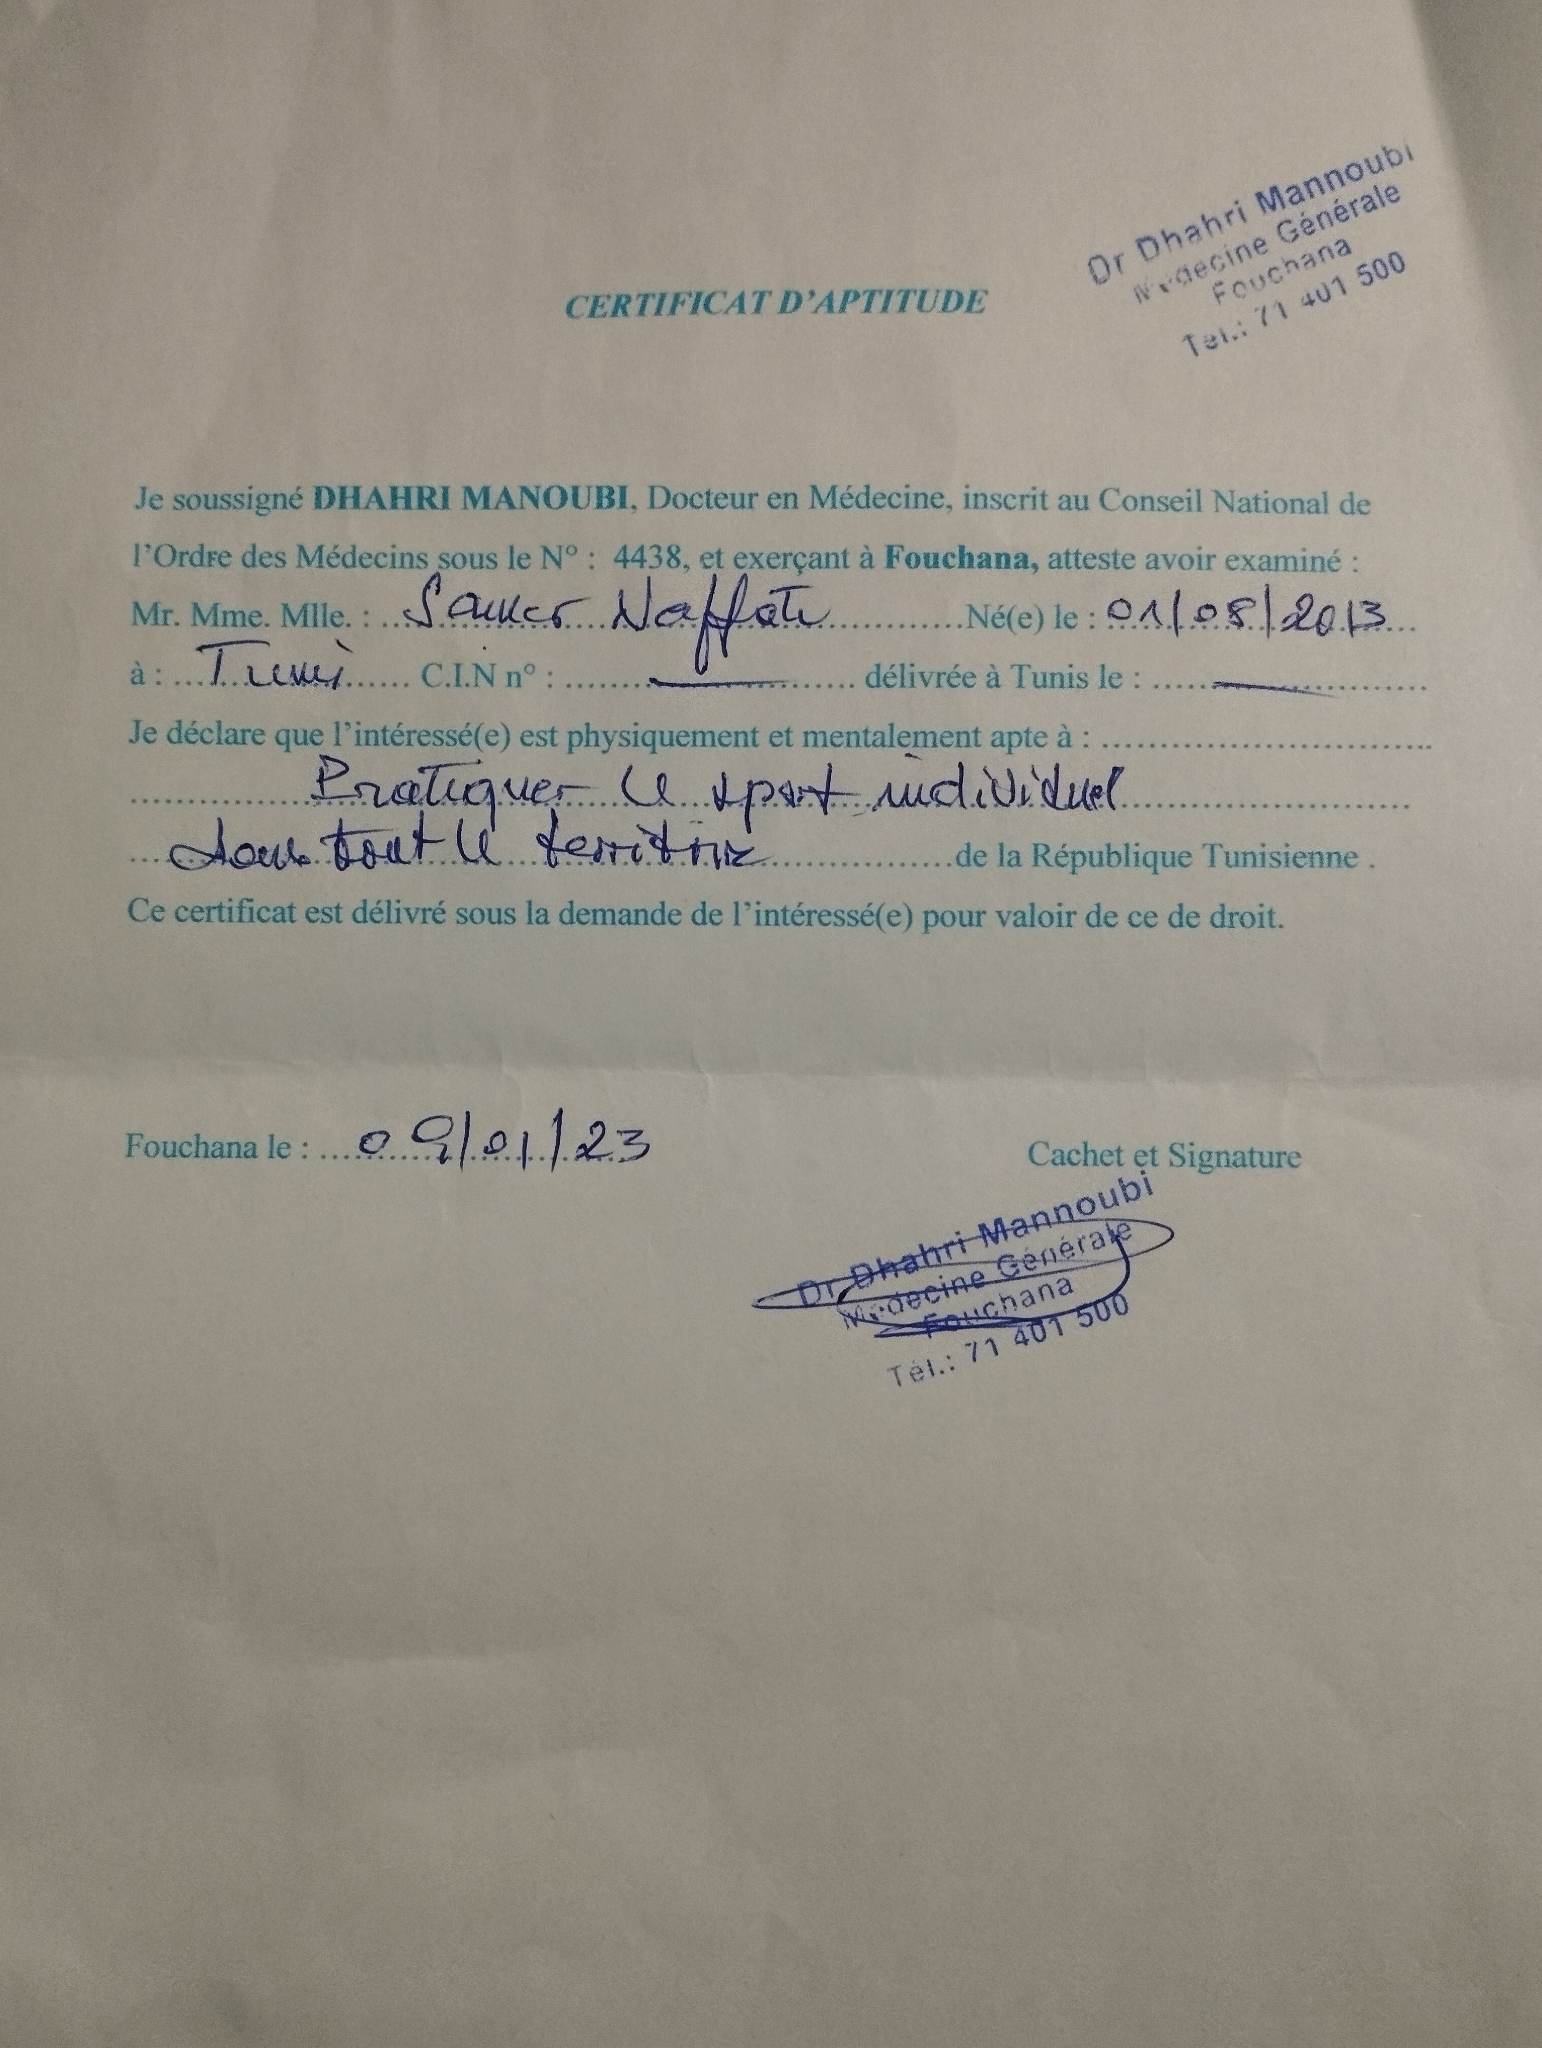 Dr Dhahri Mannoubi
Médecine Générale
Fouchana
Tél.: 71 401 500
CERTIFICAT D'APTITUDE
Je soussigné DHAHRI MANOUBI, Docteur en Médecine, inscrit au Conseil National de
l'Ordre des Médecins sous le N° : 4438, et exerçant à Fouchana, atteste avoir examiné :
Mr. Mme. Mlle. : Samer Naffati Né(e) le : 01/08/2013
à : Tunis C.I.N n° : — délivrée à Tunis le : —
Je déclare que l'intéressé(e) est physiquement et mentalement apte à :
Pratiquer le sport individuel
dans tout le territoire de la République Tunisienne .
Ce certificat est délivré sous la demande de l'intéressé(e) pour valoir de ce de droit.
Fouchana le : 09/01/23
Cachet et Signature
Dr Dhahri Mannoubi
Médecine Générale
Fouchana
Tél.: 71 401 500